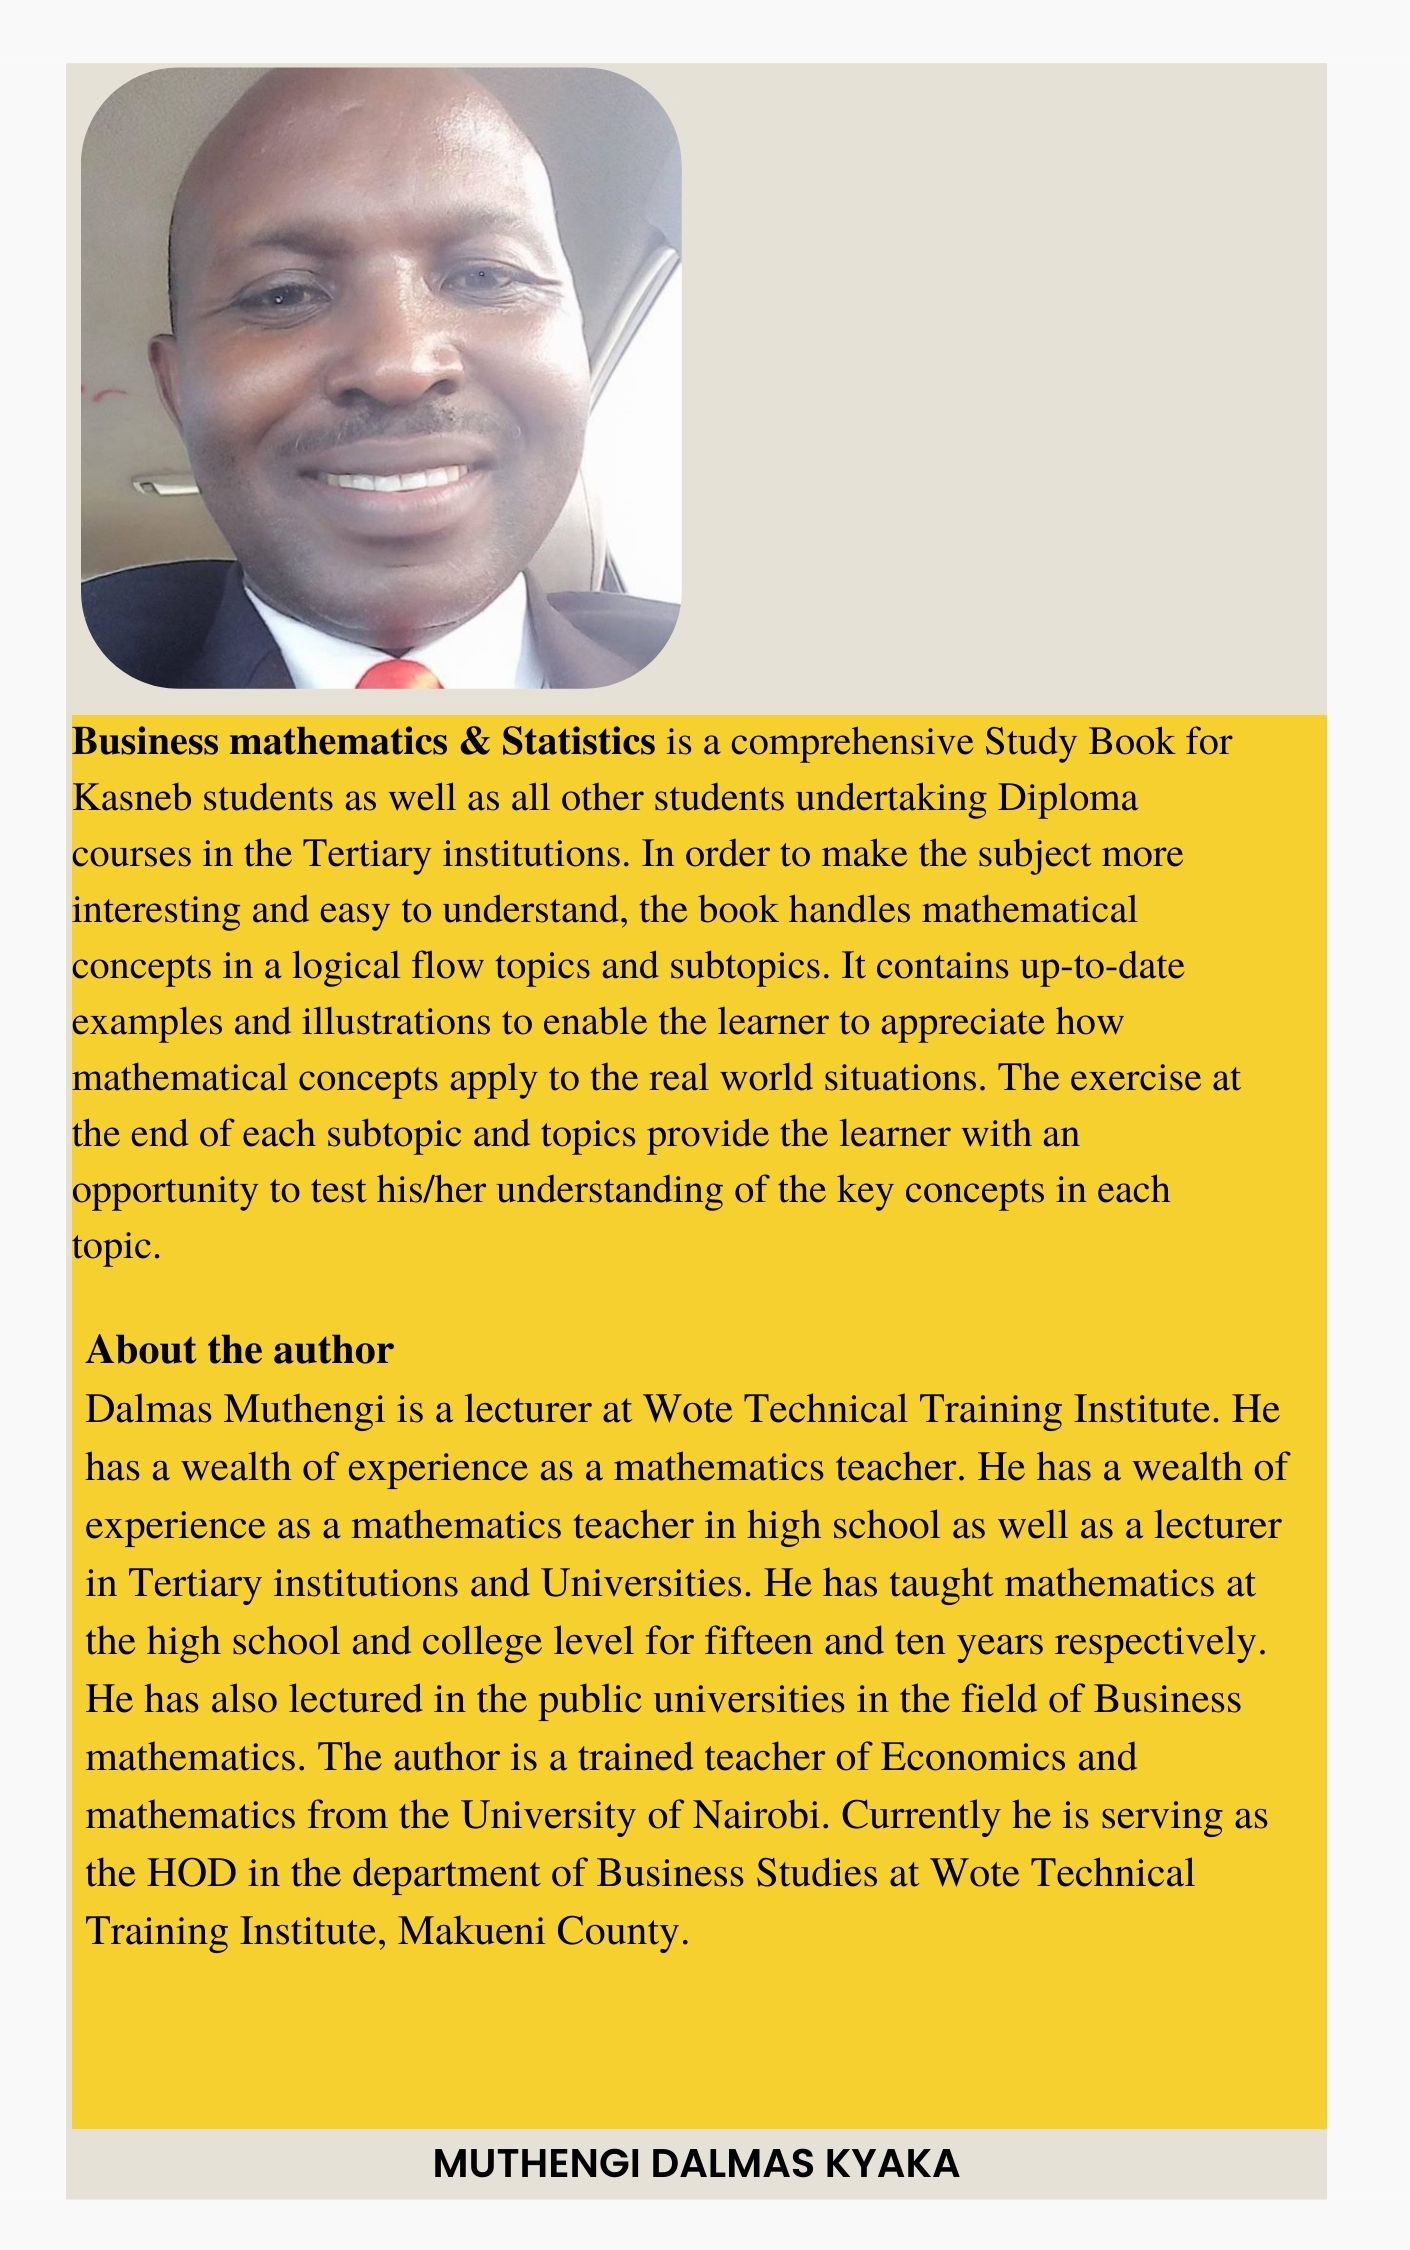 Business mathematics & Statistics is a comprehensive Study Book for
Kasneb students as well as all other students undertaking Diploma
courses in the Tertiary institutions. In order to make the subject more
interesting and easy to understand, the book handles mathematical
concepts in a logical flow topics and subtopics. It contains up-to-date
examples and illustrations to enable the learner to appreciate how
mathematical concepts apply to the real world situations. The exercise at
the end of each subtopic and topics provide the learner with an
opportunity to test his/her understanding of the key concepts in each
topic.
About the author
Dalmas Muthengi is a lecturer at Wote Technical Training Institute. He
has a wealth of experience as a mathematics teacher. He has a wealth of
experience as a mathematics teacher in high school as well as a lecturer
in Tertiary institutions and Universities. He has taught mathematics at
the high school and college level for fifteen and ten years respectively.
He has also lectured in the public universities in the field of Business
mathematics. The author is a trained teacher of Economics and
mathematics from the University of Nairobi. Currently he is serving as
the HOD in the department of Business Studies at Wote Technical
Training Institute, Makueni County.
MUTHENGI DALMAS KYAKA